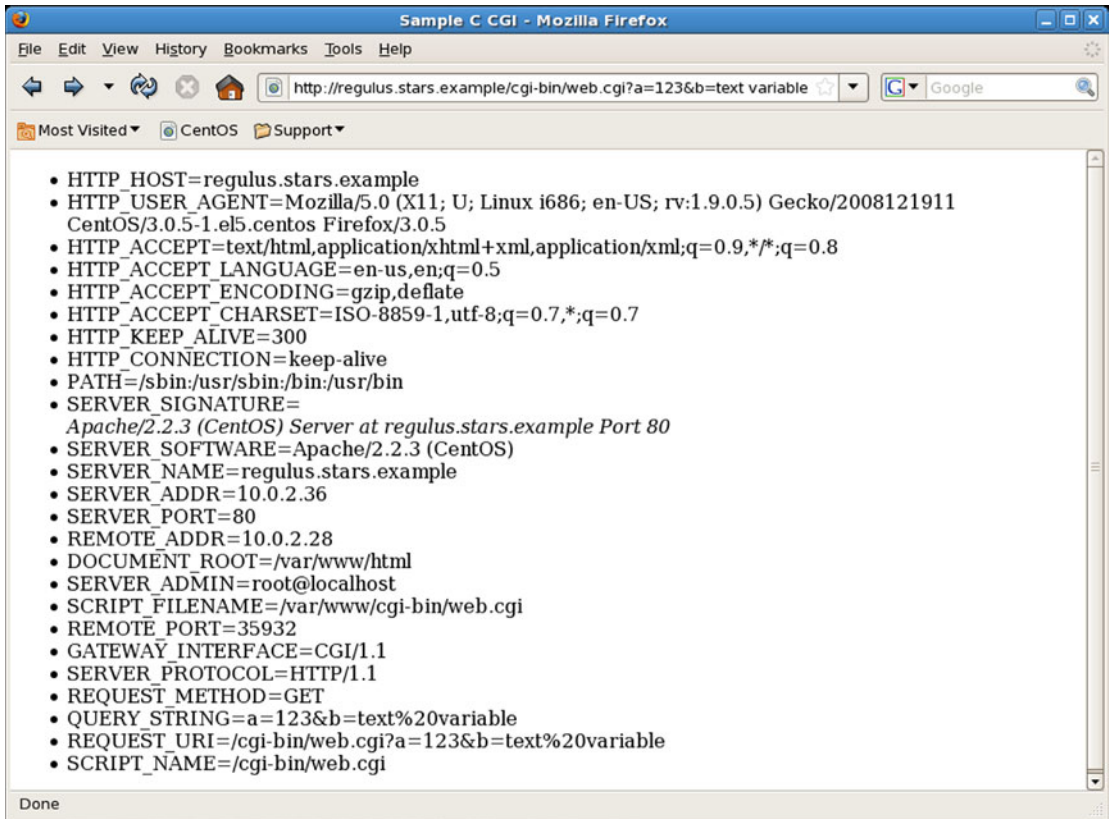 Sample C CGI - Mozilla Firefox
File Edit View History Bookmarks Tools Help
http://regulus.stars.example/cgi-bin/web.cgi?a=123&b=text variable
G Google
Most Visited CentOS Support
• HTTP_HOST=regulus.stars.example
• HTTP_USER_AGENT=Mozilla/5.0 (X11; U; Linux i686; en-US; rv:1.9.0.5) Gecko/2008121911
CentOS/3.0.5-1.el5.centos Firefox/3.0.5
• HTTP_ACCEPT=text/html,application/xhtml+xml,application/xml;q=0.9,*/*;q=0.8
• HTTP_ACCEPT_LANGUAGE=en-us,en;q=0.5
• HTTP_ACCEPT_ENCODING=gzip,deflate
• HTTP_ACCEPT_CHARSET=ISO-8859-1,utf-8;q=0.7,*;q=0.7
• HTTP_KEEP_ALIVE=300
• HTTP_CONNECTION=keep-alive
• PATH=/sbin:/usr/sbin:/bin:/usr/bin
• SERVER_SIGNATURE=
Apache/2.2.3 (CentOS) Server at regulus.stars.example Port 80
• SERVER_SOFTWARE=Apache/2.2.3 (CentOS)
• SERVER_NAME=regulus.stars.example
• SERVER_ADDR=10.0.2.36
• SERVER_PORT=80
• REMOTE_ADDR=10.0.2.28
• DOCUMENT_ROOT=/var/www/html
• SERVER_ADMIN=root@localhost
• SCRIPT_FILENAME=/var/www/cgi-bin/web.cgi
• REMOTE_PORT=35932
• GATEWAY_INTERFACE=CGI/1.1
• SERVER_PROTOCOL=HTTP/1.1
• REQUEST_METHOD=GET
• QUERY_STRING=a=123&b=text%20variable
• REQUEST_URI=/cgi-bin/web.cgi?a=123&b=text%20variable
• SCRIPT_NAME=/cgi-bin/web.cgi
Done